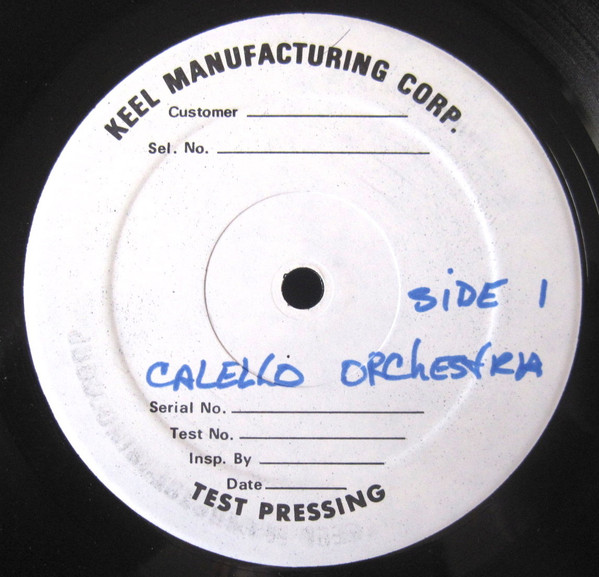 KEEL MANUFACTURING CORP.
Customer
Sel. No.
SIDE 1
CALELLO ORChESTRA
Serial No.
Test No.
Insp. By
Date
TEST PRESSING